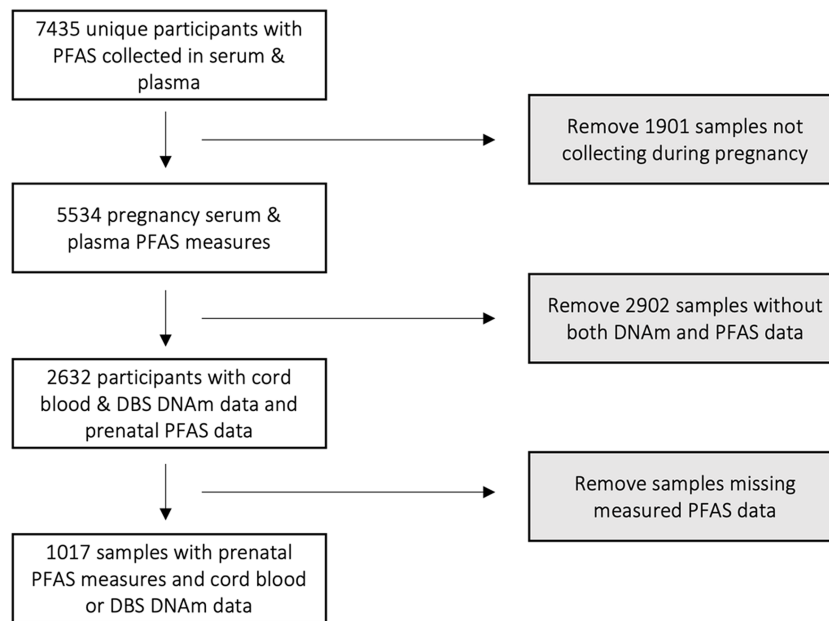 7435 unique participants with
PFAS collected in serum &
plasma
Remove 1901 samples not
collecting during pregnancy
5534 pregnancy serum &
plasma PFAS measures
Remove 2902 samples without
both DNAm and PFAS data
2632 participants with cord
blood & DBS DNAm data and
prenatal PFAS data
Remove samples missing
measured PFAS data
1017 samples with prenatal
PFAS measures and cord blood
or DBS DNAm data